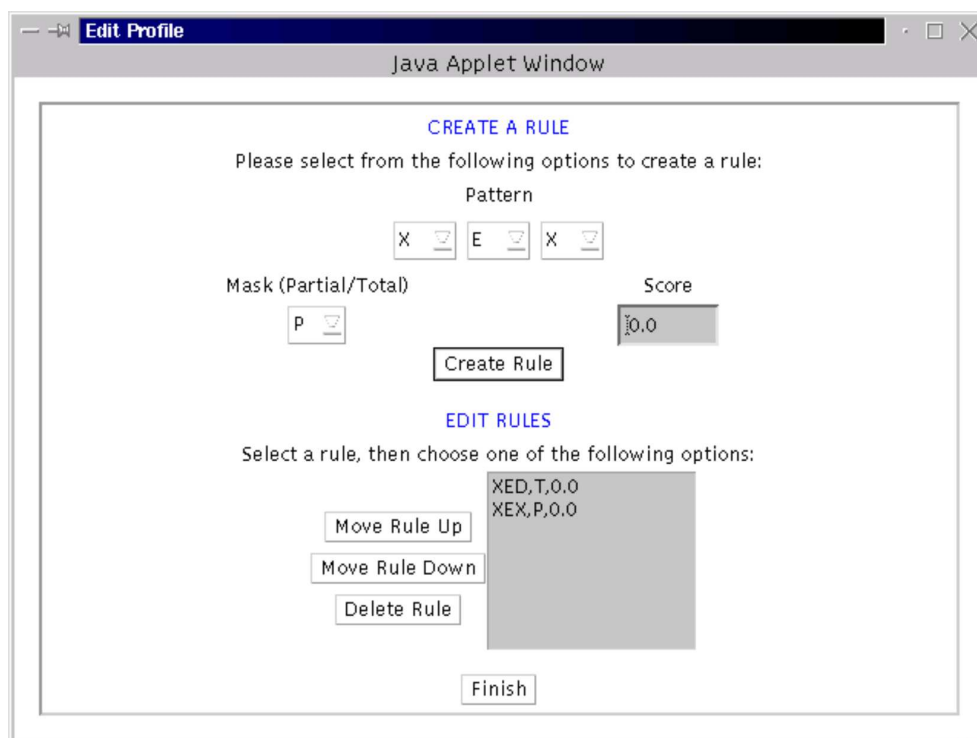 Edit Profile
Java Applet Window
CREATE A RULE
Please select from the following options to create a rule:
Pattern
X E X
Mask (Partial/Total) Score
P 0.0
Create Rule
EDIT RULES
Select a rule, then choose one of the following options:
XED,T,0.0
XEX,P,0.0
Move Rule Up
Move Rule Down
Delete Rule
Finish